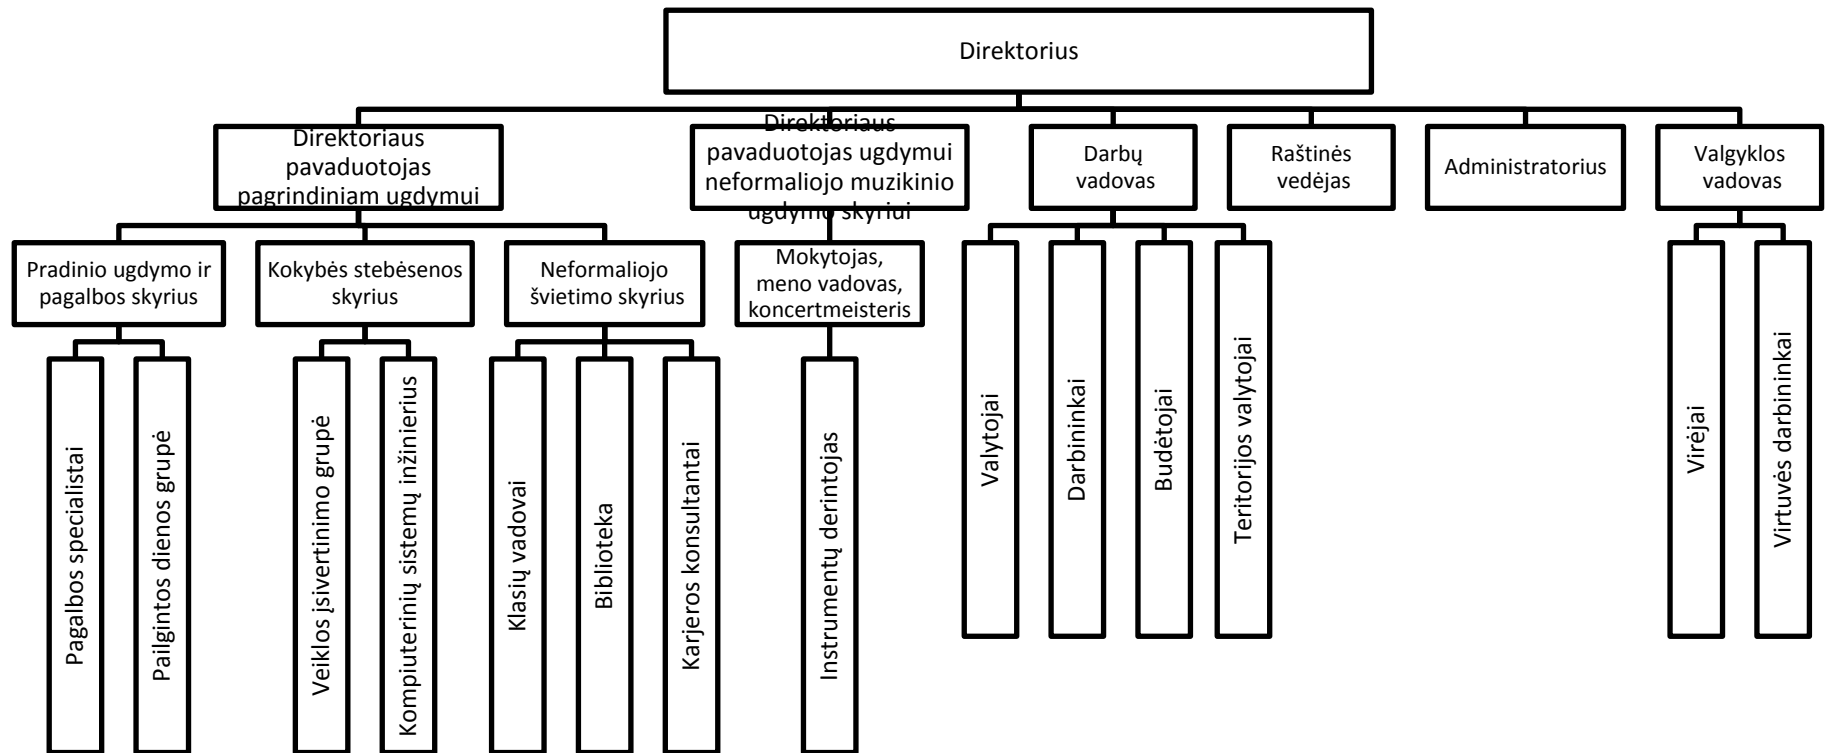 Direktorius
Direktoriaus
pavaduotojas
pagrindiniam ugdymui
Direktoriaus
pavaduotojas ugdymui
neformaliojo muzikinio
ugdymo skyriui
Darbų
vadovas
Raštinės
vedėjas
Administratorius
Valgyklos
vadovas
Pradinio ugdymo ir
pagalbos skyrius
Kokybės stebėsenos
skyrius
Neformaliojo
švietimo skyrius
Mokytojas,
meno vadovas,
koncertmeisteris
Pagalbos specialistai
Pailgintos dienos grupė
Veiklos įsivertinimo grupė
Kompiuterinių sistemų inžinierius
Klasių vadovai
Biblioteka
Karjeros konsultantai
Instrumentų derintojas
Valytojai
Darbininkai
Budėtojai
Teritorijos valytojai
Virėjai
Virtuvės darbininkai